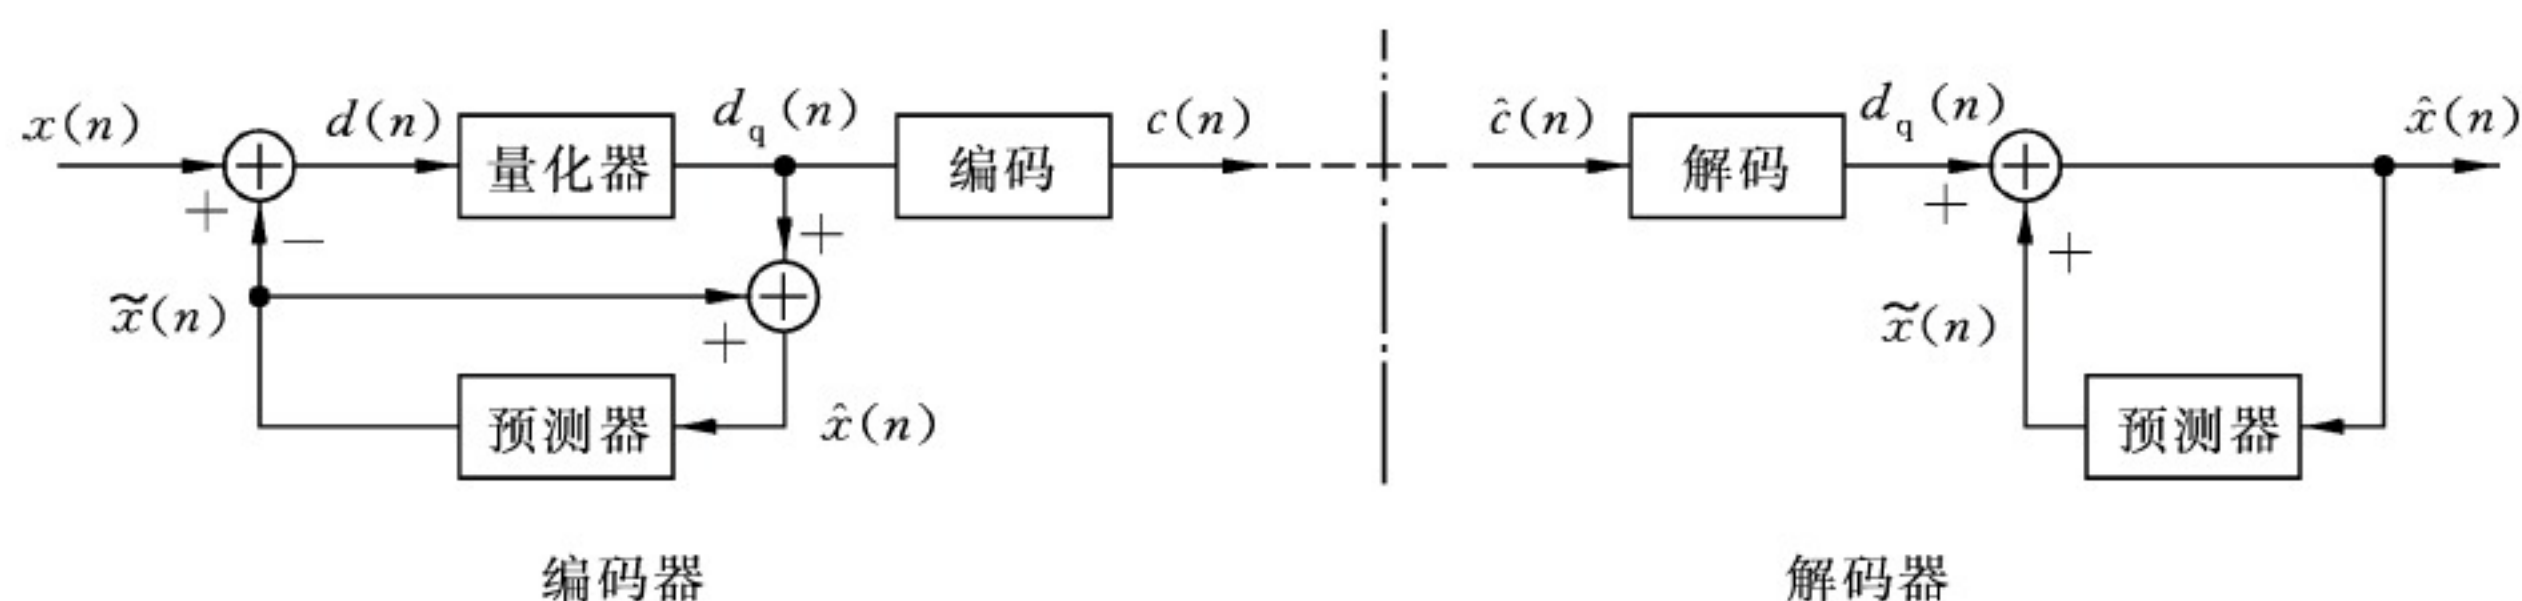 x(n) d(n) 量化器 d_q(n) 编码 c(n) ĉ(n) 解码 d_q(n) x̂(n)
+ + − + +
+ +
x̃(n) + x̃(n)
+ + +
预测器 x̂(n) 预测器
编码器 解码器